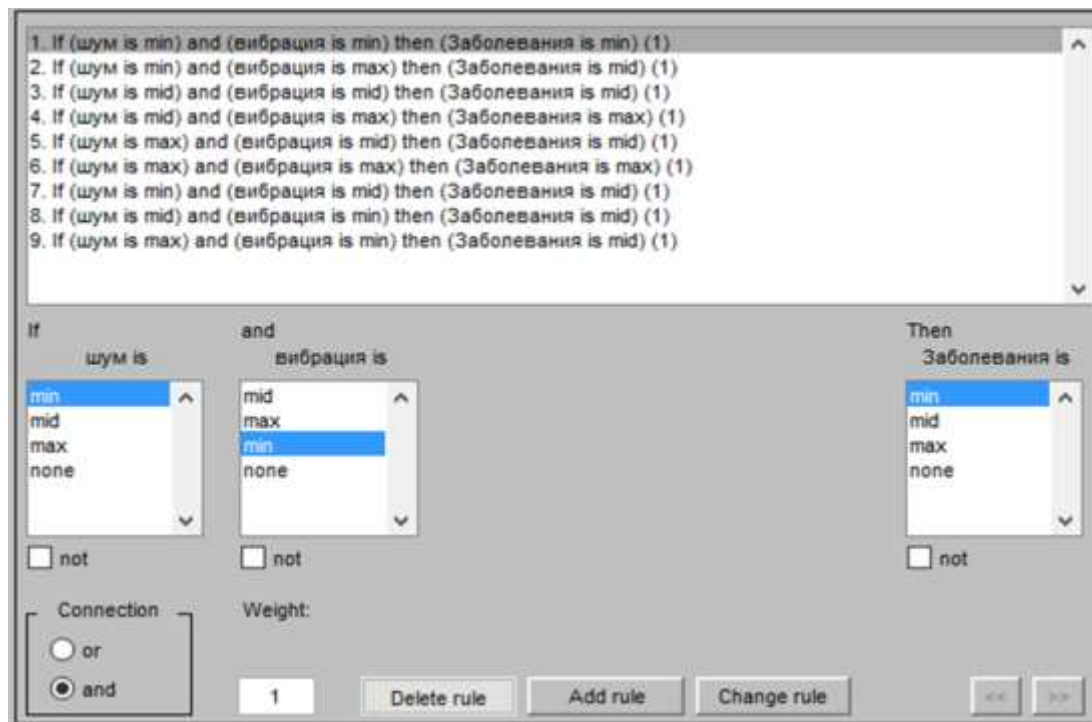 1. If (шум is min) and (вибрация is min) then (Заболевания is min) (1)
2. If (шум is min) and (вибрация is max) then (Заболевания is mid) (1)
3. If (шум is mid) and (вибрация is mid) then (Заболевания is mid) (1)
4. If (шум is mid) and (вибрация is max) then (Заболевания is max) (1)
5. If (шум is max) and (вибрация is mid) then (Заболевания is mid) (1)
6. If (шум is max) and (вибрация is max) then (Заболевания is max) (1)
7. If (шум is min) and (вибрация is mid) then (Заболевания is mid) (1)
8. If (шум is mid) and (вибрация is min) then (Заболевания is mid) (1)
9. If (шум is max) and (вибрация is min) then (Заболевания is mid) (1)
If
шум is
min
mid
max
none
not
and
вибрация is
mid
max
min
none
not
Then
Заболевания is
min
mid
max
none
not
Connection
or
and
Weight:
1
Delete rule
Add rule
Change rule
<<
>>